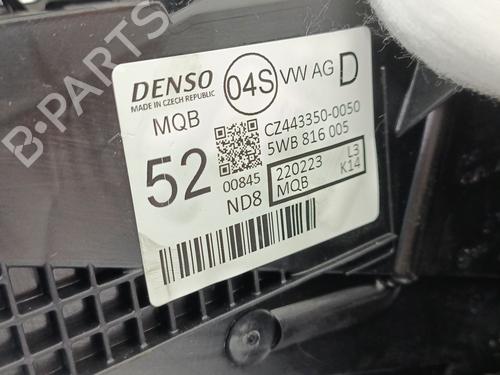 DENSO
MADE IN CZECH REPUBLIC
04S
VW AG D
MQB
CZ443350-0050
5WB 816 005
52
00845
220223 L3
MQB K14
ND8
B-PARTS